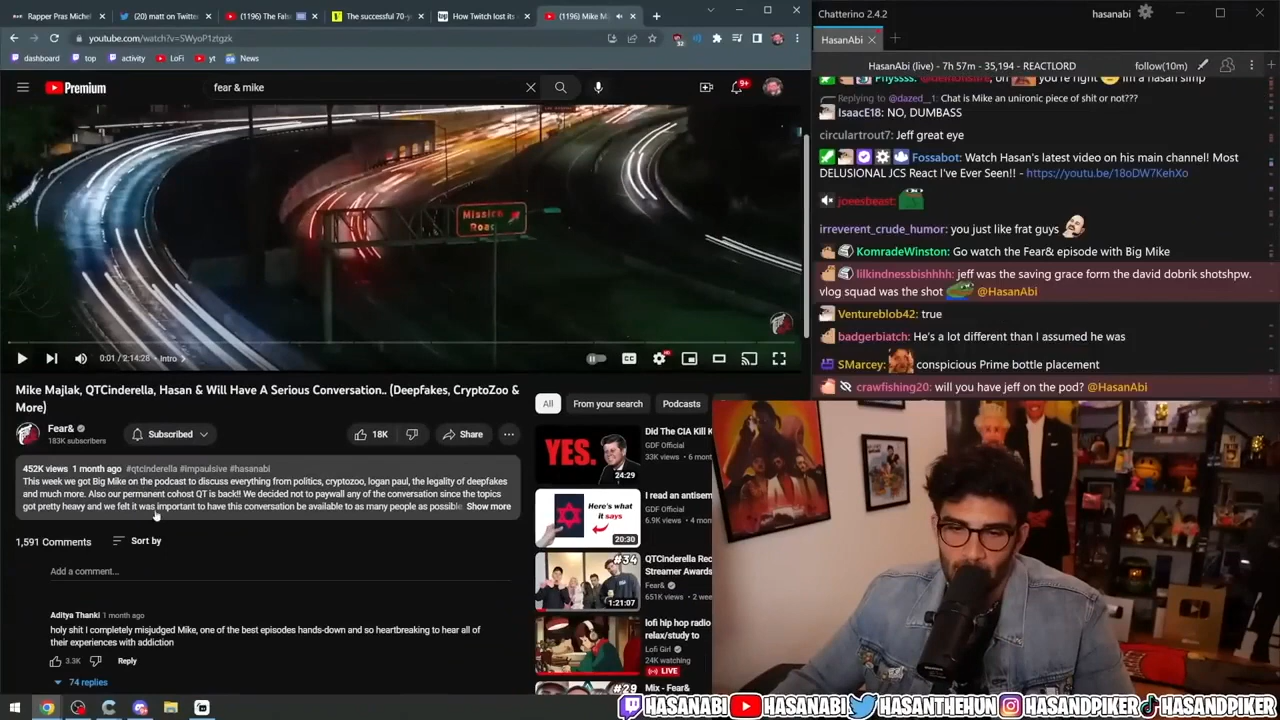 Rapper Pras Michel
(20) matt on Twitter
(1196) The Fals
The successful 70-y
How Twitch lost its
(1196) Mike M
youtube.com/watch?v=SWyoP1ztgzk
dashboard
top
activity
LoFi
yt
News
Premium
fear & mike
9+
Mission
Road
0:01 / 2:14:28 • Intro
Mike Majlak, QTCinderella, Hasan & Will Have A Serious Conversation.. (Deepfakes, CryptoZoo &
More)
Fear&
183K subscribers
Subscribed
18K
Share
452K views 1 month ago #qtcinderella #impaulsive #hasanabi
This week we got Big Mike on the podcast to discuss everything from politics, cryptozoo, logan paul, the legality of deepfakes
and much more. Also our permanent cohost QT is back!! We decided not to paywall any of the conversation since the topics
got pretty heavy and we felt it was important to have this conversation be available to as many people as possible. Show more
1,591 Comments
Sort by
Add a comment...
Aditya Thanki 1 month ago
holy shit I completely misjudged Mike, one of the best episodes hands-down and so heartbreaking to hear all of
their experiences with addiction
3.3K
Reply
74 replies
All
From your search
Podcasts
YES.
24:29
Did The CIA Kill K
GDF Official
33K views • 6 mont
Here's what
it says
20:30
I read an antisem
GDF Official
6.9K views • 4 mon
#34
1:21:07
QTCinderella Rec
Streamer Awards
Fear&
651K views • 2 wee
lofi hip hop radio
relax/study to
Lofi Girl
24K watching
LIVE
#29
Mix - Fear&
Chatterino 2.4.2
hasanabi
HasanAbi
HasanAbi (live) - 7h 57m - 35,194 - REACTLORD
follow(10m)
Physsss: @demonslife, oh you're right i'm a hasan simp
Replying to @dazed__1: Chat is Mike an unironic piece of shit or not???
IsaacE18: NO, DUMBASS
circulartrout7: Jeff great eye
Fossabot: Watch Hasan's latest video on his main channel! Most
DELUSIONAL JCS React I've Ever Seen!! - https://youtu.be/18oDW7KehXo
joeesbeast:
irreverent_crude_humor: you just like frat guys
KomradeWinston: Go watch the Fear& episode with Big Mike
lilkindnessbishhhh: jeff was the saving grace form the david dobrik shotshpw.
vlog squad was the shot @HasanAbi
Ventureblob42: true
badgerbiatch: He's a lot different than I assumed he was
SMarcey: conspicious Prime bottle placement
crawfishing20: will you have jeff on the pod? @HasanAbi
HASANABI
HASANABI
HASANTHEHUN
HASANDPIKER
HASANDPIKER